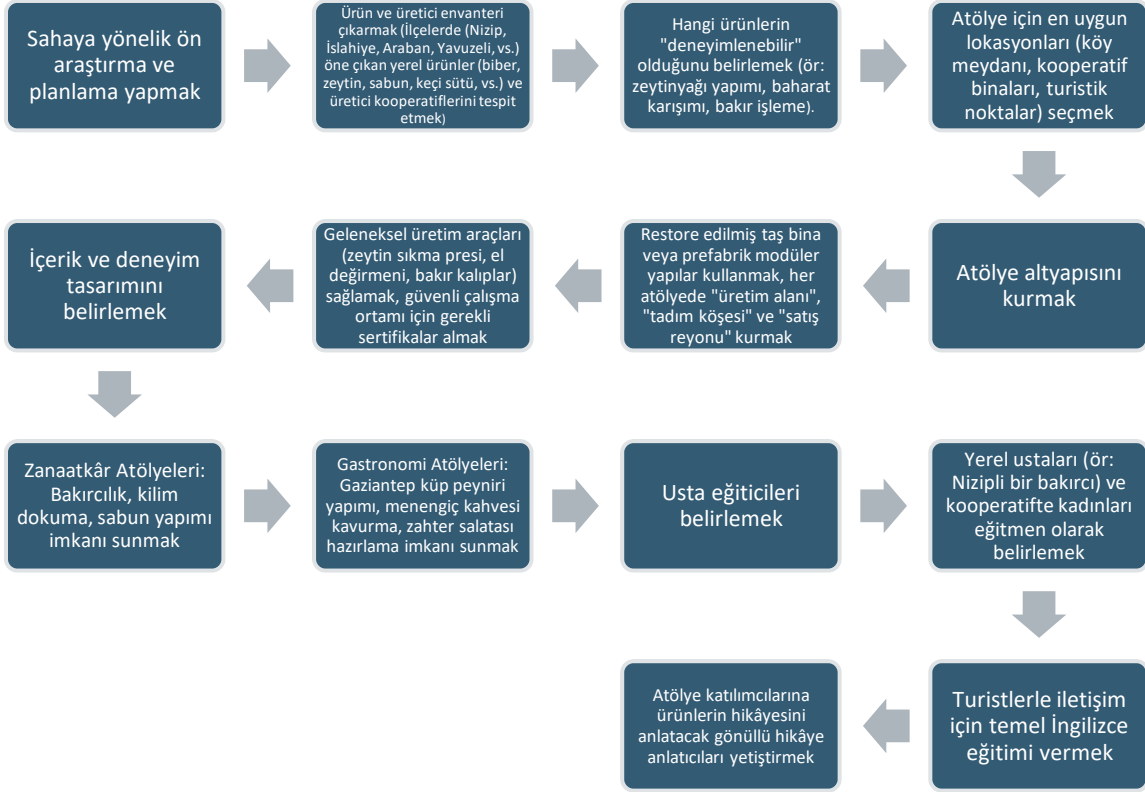 Sahaya yönelik ön
araştırma ve
planlama yapmak
Ürün ve üretici envanteri
çıkarmak (İlçelerde (Nizip,
İslahiye, Araban, Yavuzeli, vs.)
öne çıkan yerel ürünler (biber,
zeytin, sabun, keçi sütü, vs.) ve
üretici kooperatiflerini tespit
etmek)
Hangi ürünlerin
"deneyimlenebilir"
olduğunu belirlemek (ör:
zeytinyağı yapımı, baharat
karışımı, bakır işleme).
Atölye için en uygun
lokasyonları (köy
meydanı, kooperatif
binaları, turistik
noktalar) seçmek
Atölye altyapısını
kurmak
Restore edilmiş taş bina
veya prefabrik modüler
yapılar kullanmak, her
atölyede "üretim alanı",
"tadım köşesi" ve "satış
reyonu" kurmak
Geleneksel üretim araçları
(zeytin sıkma presi, el
değirmeni, bakır kalıplar)
sağlamak, güvenli çalışma
ortamı için gerekli
sertifikalar almak
İçerik ve deneyim
tasarımını
belirlemek
Zanaatkâr Atölyeleri:
Bakırcılık, kilim
dokuma, sabun yapımı
imkanı sunmak
Gastronomi Atölyeleri:
Gaziantep küp peyniri
yapımı, menengiç kahvesi
kavurma, zahter salatası
hazırlama imkanı sunmak
Usta eğiticileri
belirlemek
Yerel ustaları (ör:
Nizipli bir bakırcı) ve
kooperatifte kadınları
eğitmen olarak
belirlemek
Turistlerle iletişim
için temel İngilizce
eğitimi vermek
Atölye katılımcılarına
ürünlerin hikâyesini
anlatacak gönüllü hikâye
anlatıcıları yetiştirmek